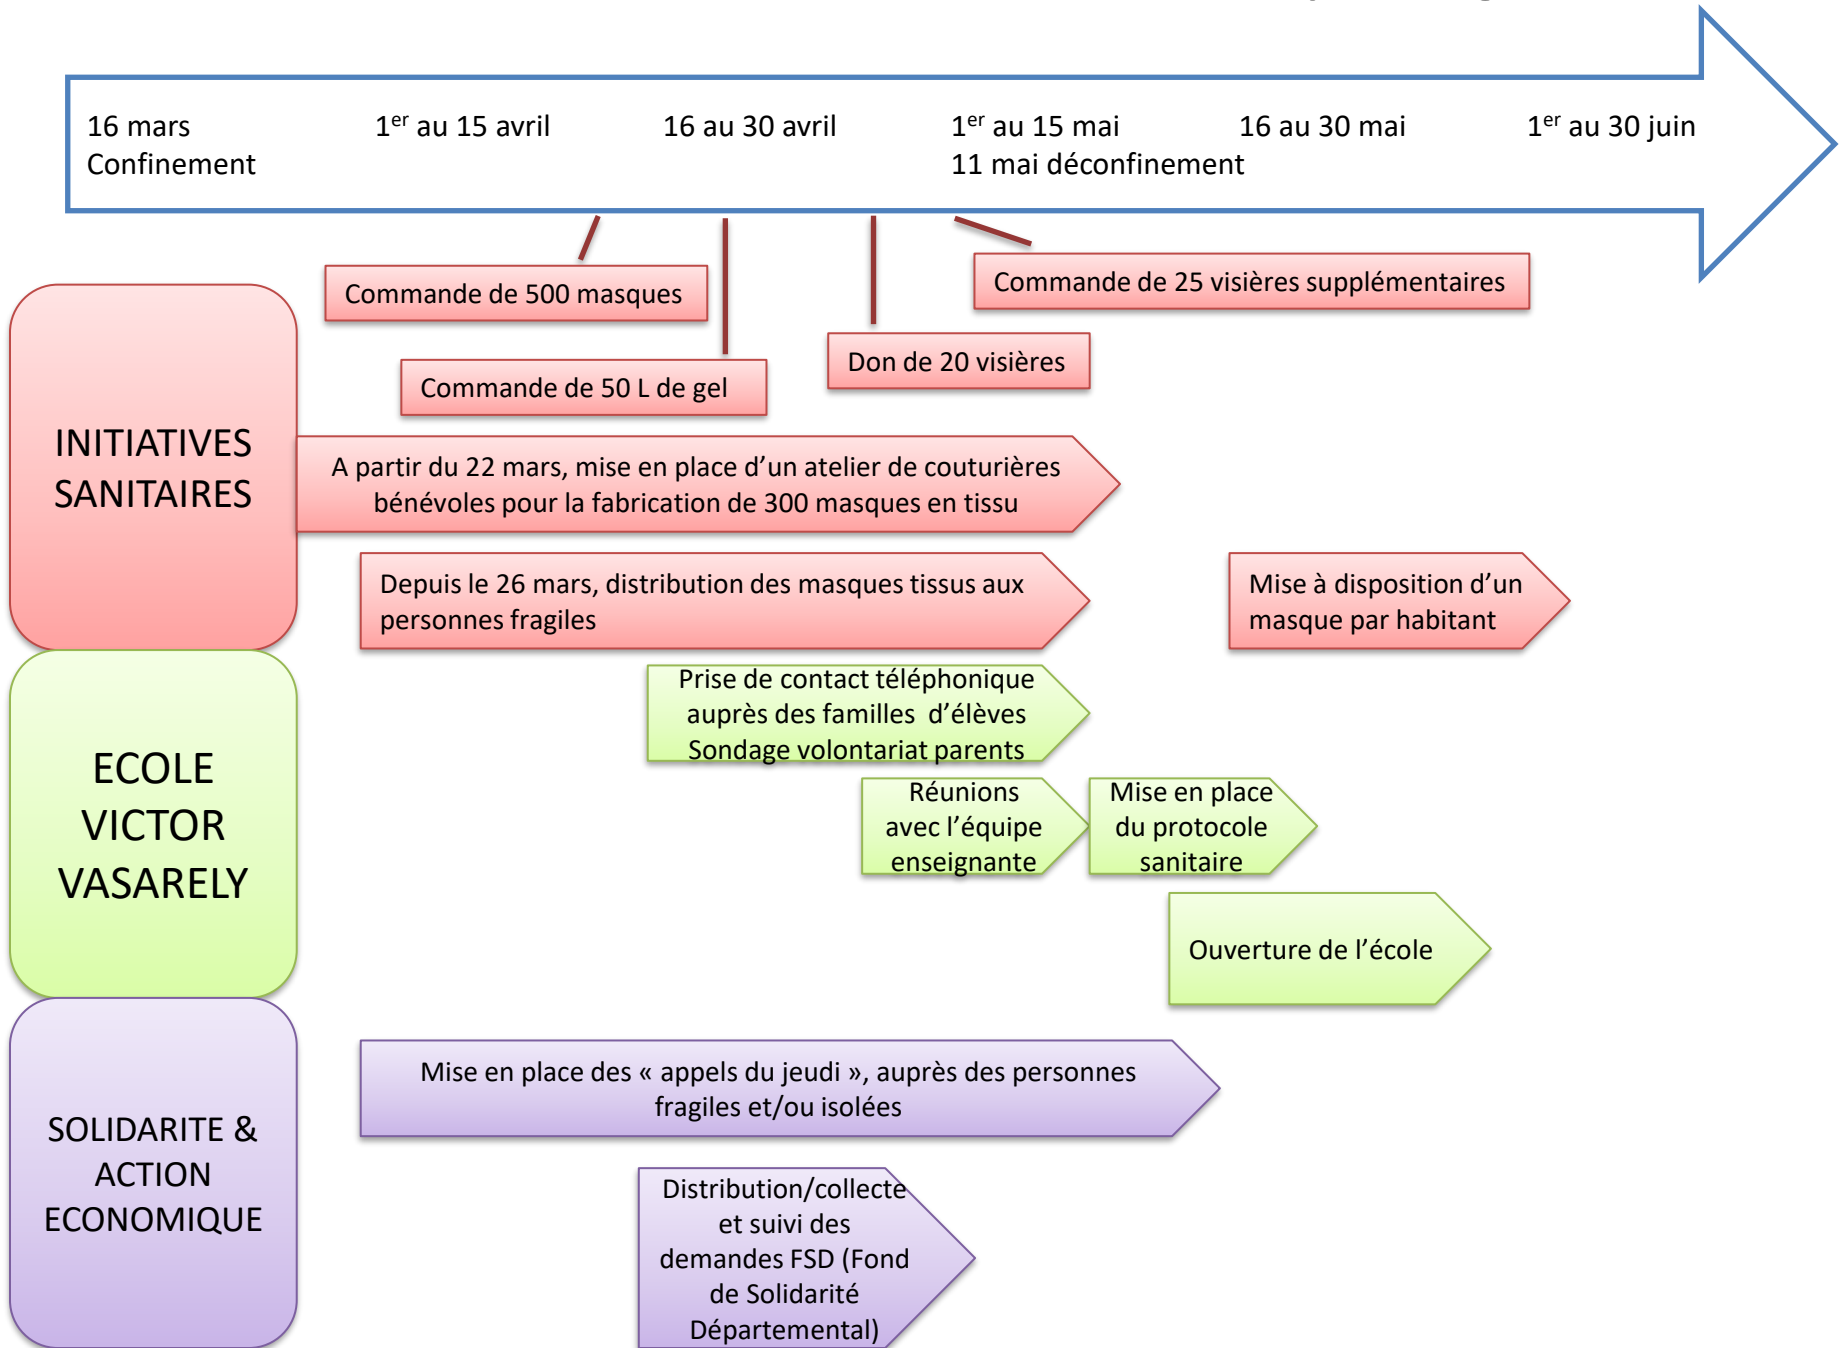 16 mars
Confinement
1er au 15 avril
16 au 30 avril
1er au 15 mai
11 mai déconfinement
16 au 30 mai
1er au 30 juin
Commande de 500 masques
Commande de 25 visières supplémentaires
Don de 20 visières
Commande de 50 L de gel
INITIATIVES
SANITAIRES
A partir du 22 mars, mise en place d’un atelier de couturières
bénévoles pour la fabrication de 300 masques en tissu
Depuis le 26 mars, distribution des masques tissus aux
personnes fragiles
Mise à disposition d’un
masque par habitant
ECOLE
VICTOR
VASARELY
Prise de contact téléphonique
auprès des familles d’élèves
Sondage volontariat parents
Réunions
avec l’équipe
enseignante
Mise en place
du protocole
sanitaire
Ouverture de l’école
SOLIDARITE &
ACTION
ECONOMIQUE
Mise en place des « appels du jeudi », auprès des personnes
fragiles et/ou isolées
Distribution/collecte
et suivi des
demandes FSD (Fond
de Solidarité
Départemental)